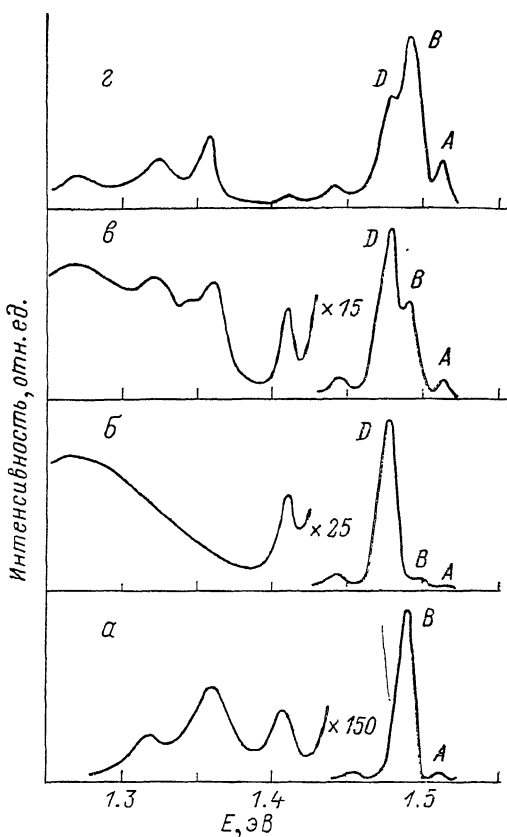 г
D
B
A
в
D
B
× 15
A
б
D
× 25
B
A
а
B
× 150
A
1.3
1.4
1.5
E, эВ
Интенсивность, отн. ед.